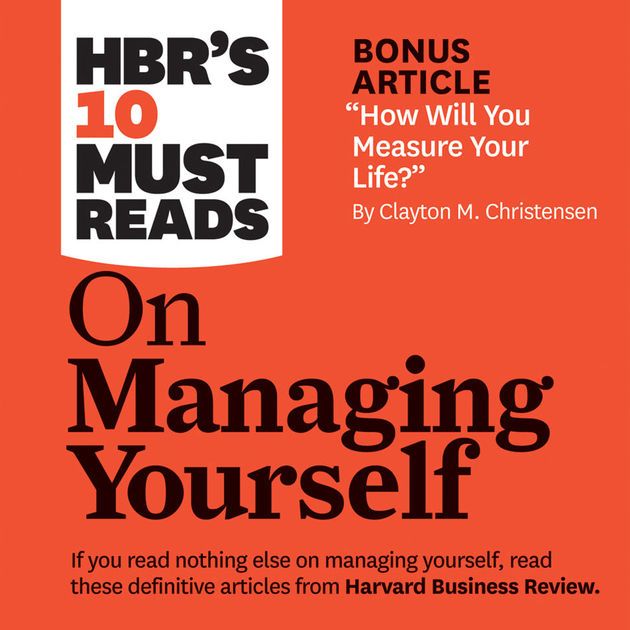 HBR’S
10
MUST
READS
BONUS
ARTICLE
“How Will You
Measure Your
Life?”
By Clayton M. Christensen
On
Managing
Yourself
If you read nothing else on managing yourself, read
these definitive articles from Harvard Business Review.